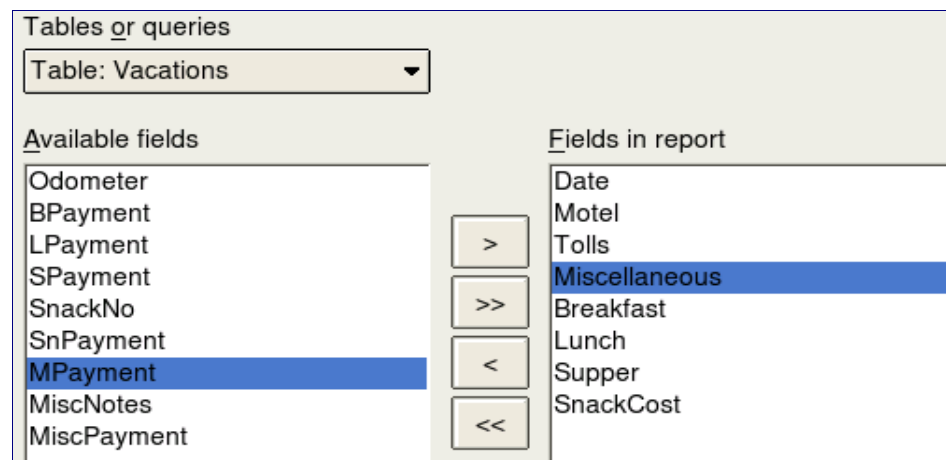 Tables or queries
Table: Vacations
Available fields
Odometer
BPayment
LPayment
SPayment
SnackNo
SnPayment
MPayment
MiscNotes
MiscPayment
>
>>
<
<<
Fields in report
Date
Motel
Tolls
Miscellaneous
Breakfast
Lunch
Supper
SnackCost